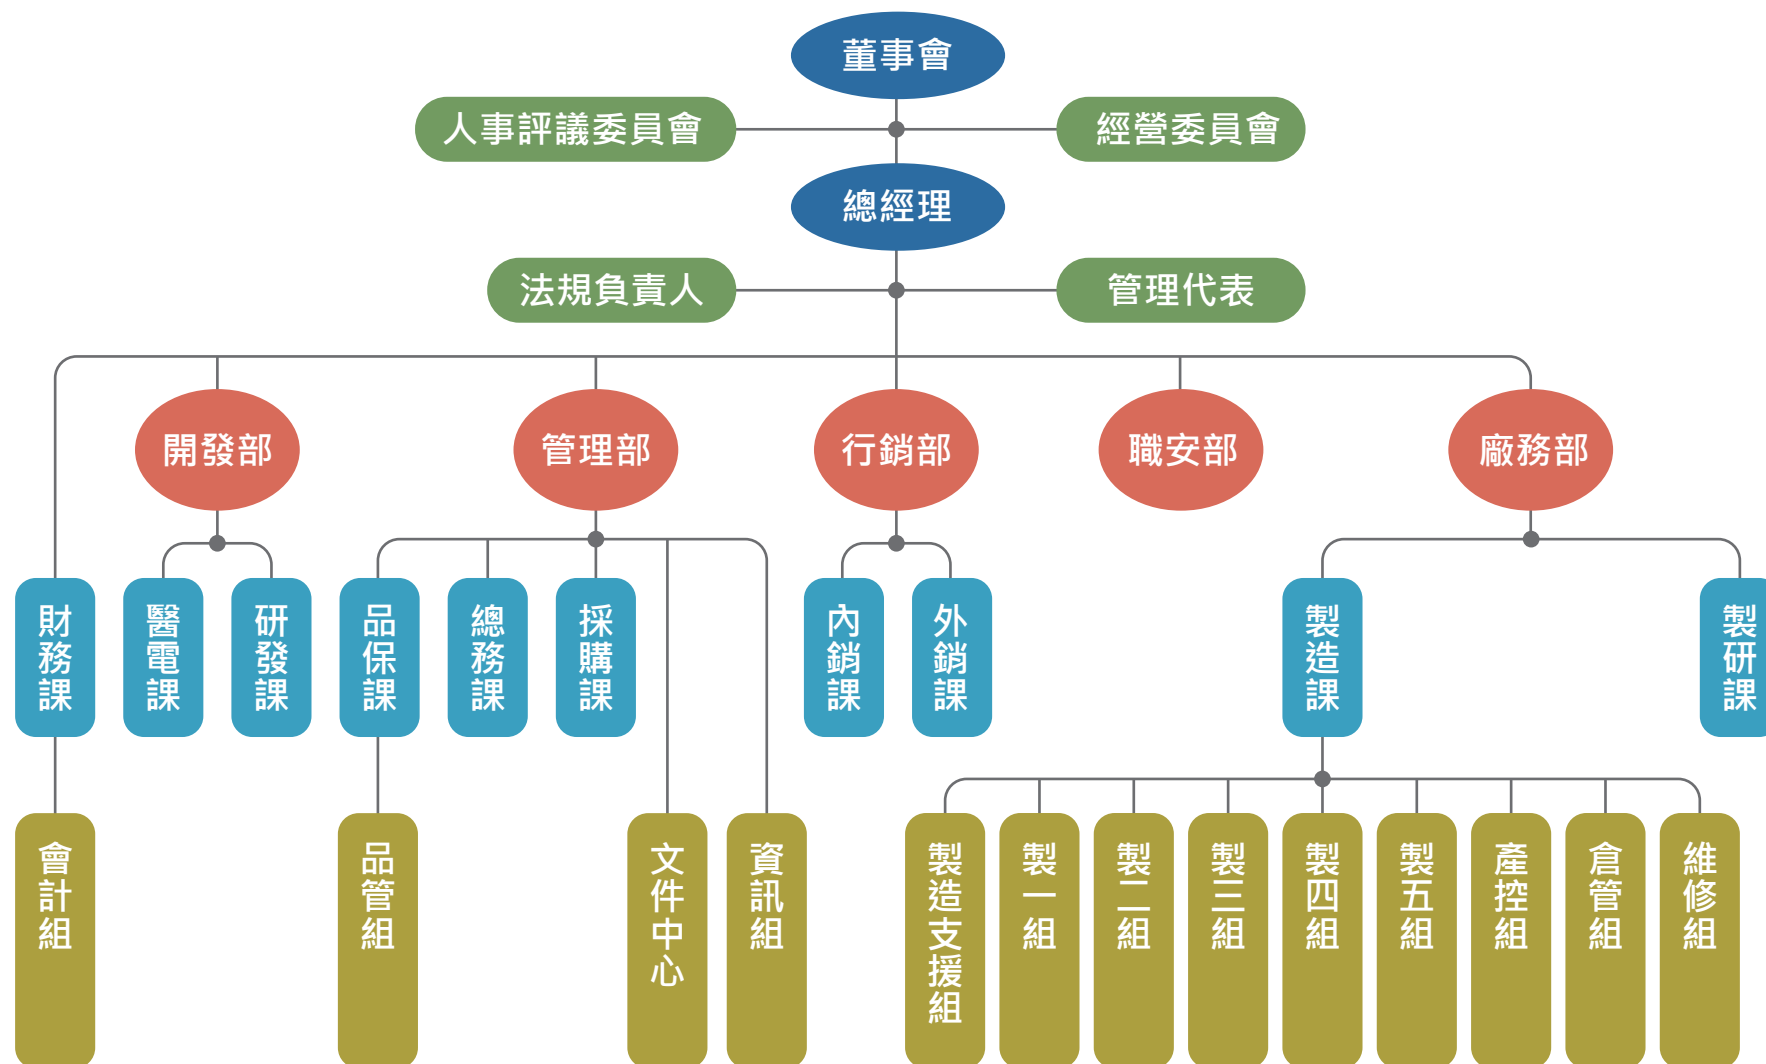 董事會
人事評議委員會
經營委員會
總經理
法規負責人
管理代表
開發部
管理部
行銷部
職安部
廠務部
財務課
醫電課
研發課
品保課
總務課
採購課
內銷課
外銷課
製造課
製研課
會計組
品管組
文件中心
資訊組
製造支援組
製一組
製二組
製三組
製四組
製五組
產控組
倉管組
維修組